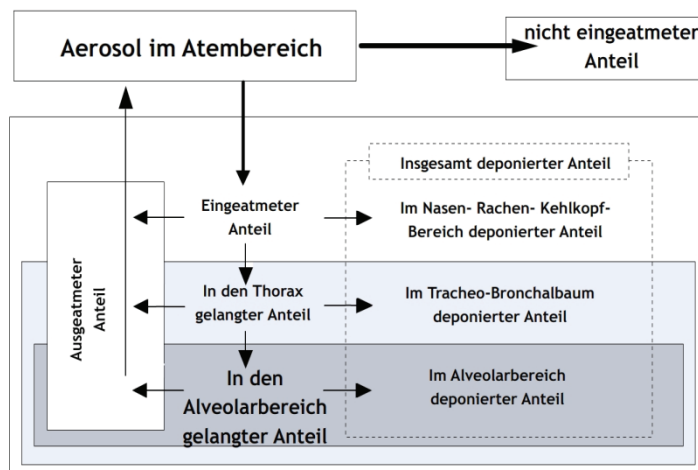 Aerosol im Atembereich
nicht eingeatmeter
Anteil
Insgesamt deponierter Anteil
Eingeatmeter
Anteil
Im Nasen- Rachen- Kehlkopf-
Bereich deponierter Anteil
Ausgeatmeter
Anteil
In den Thorax
gelangter Anteil
Im Tracheo-Bronchalbaum
deponierter Anteil
In den
Alveolarbereich
gelangter Anteil
Im Alveolarbereich
deponierter Anteil